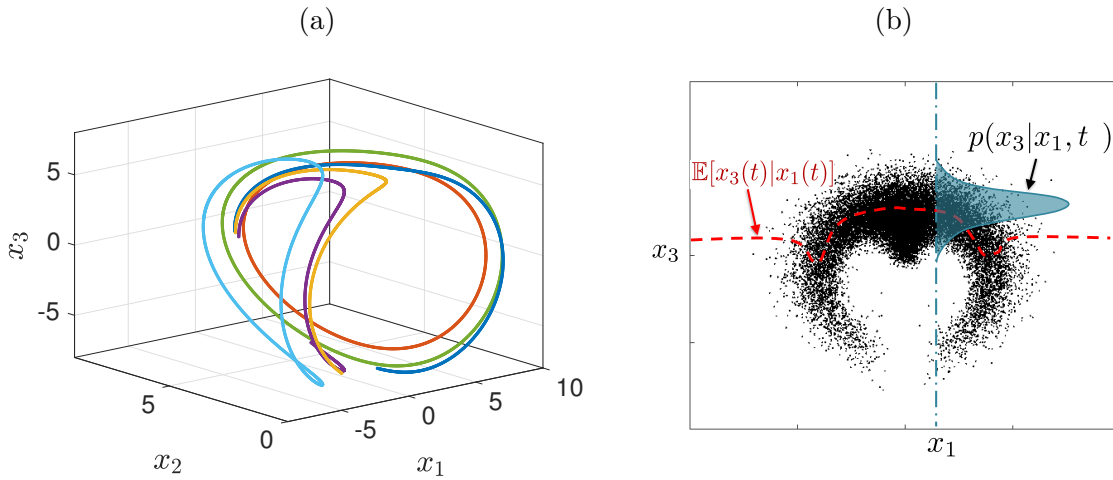 (a)
(b)
5
0
-5
x₃
5
0
x₂
-5
0
5
10
x₁
p(x₃|x₁, t )
𝔼[x₃(t)|x₁(t)]
x₃
x₁